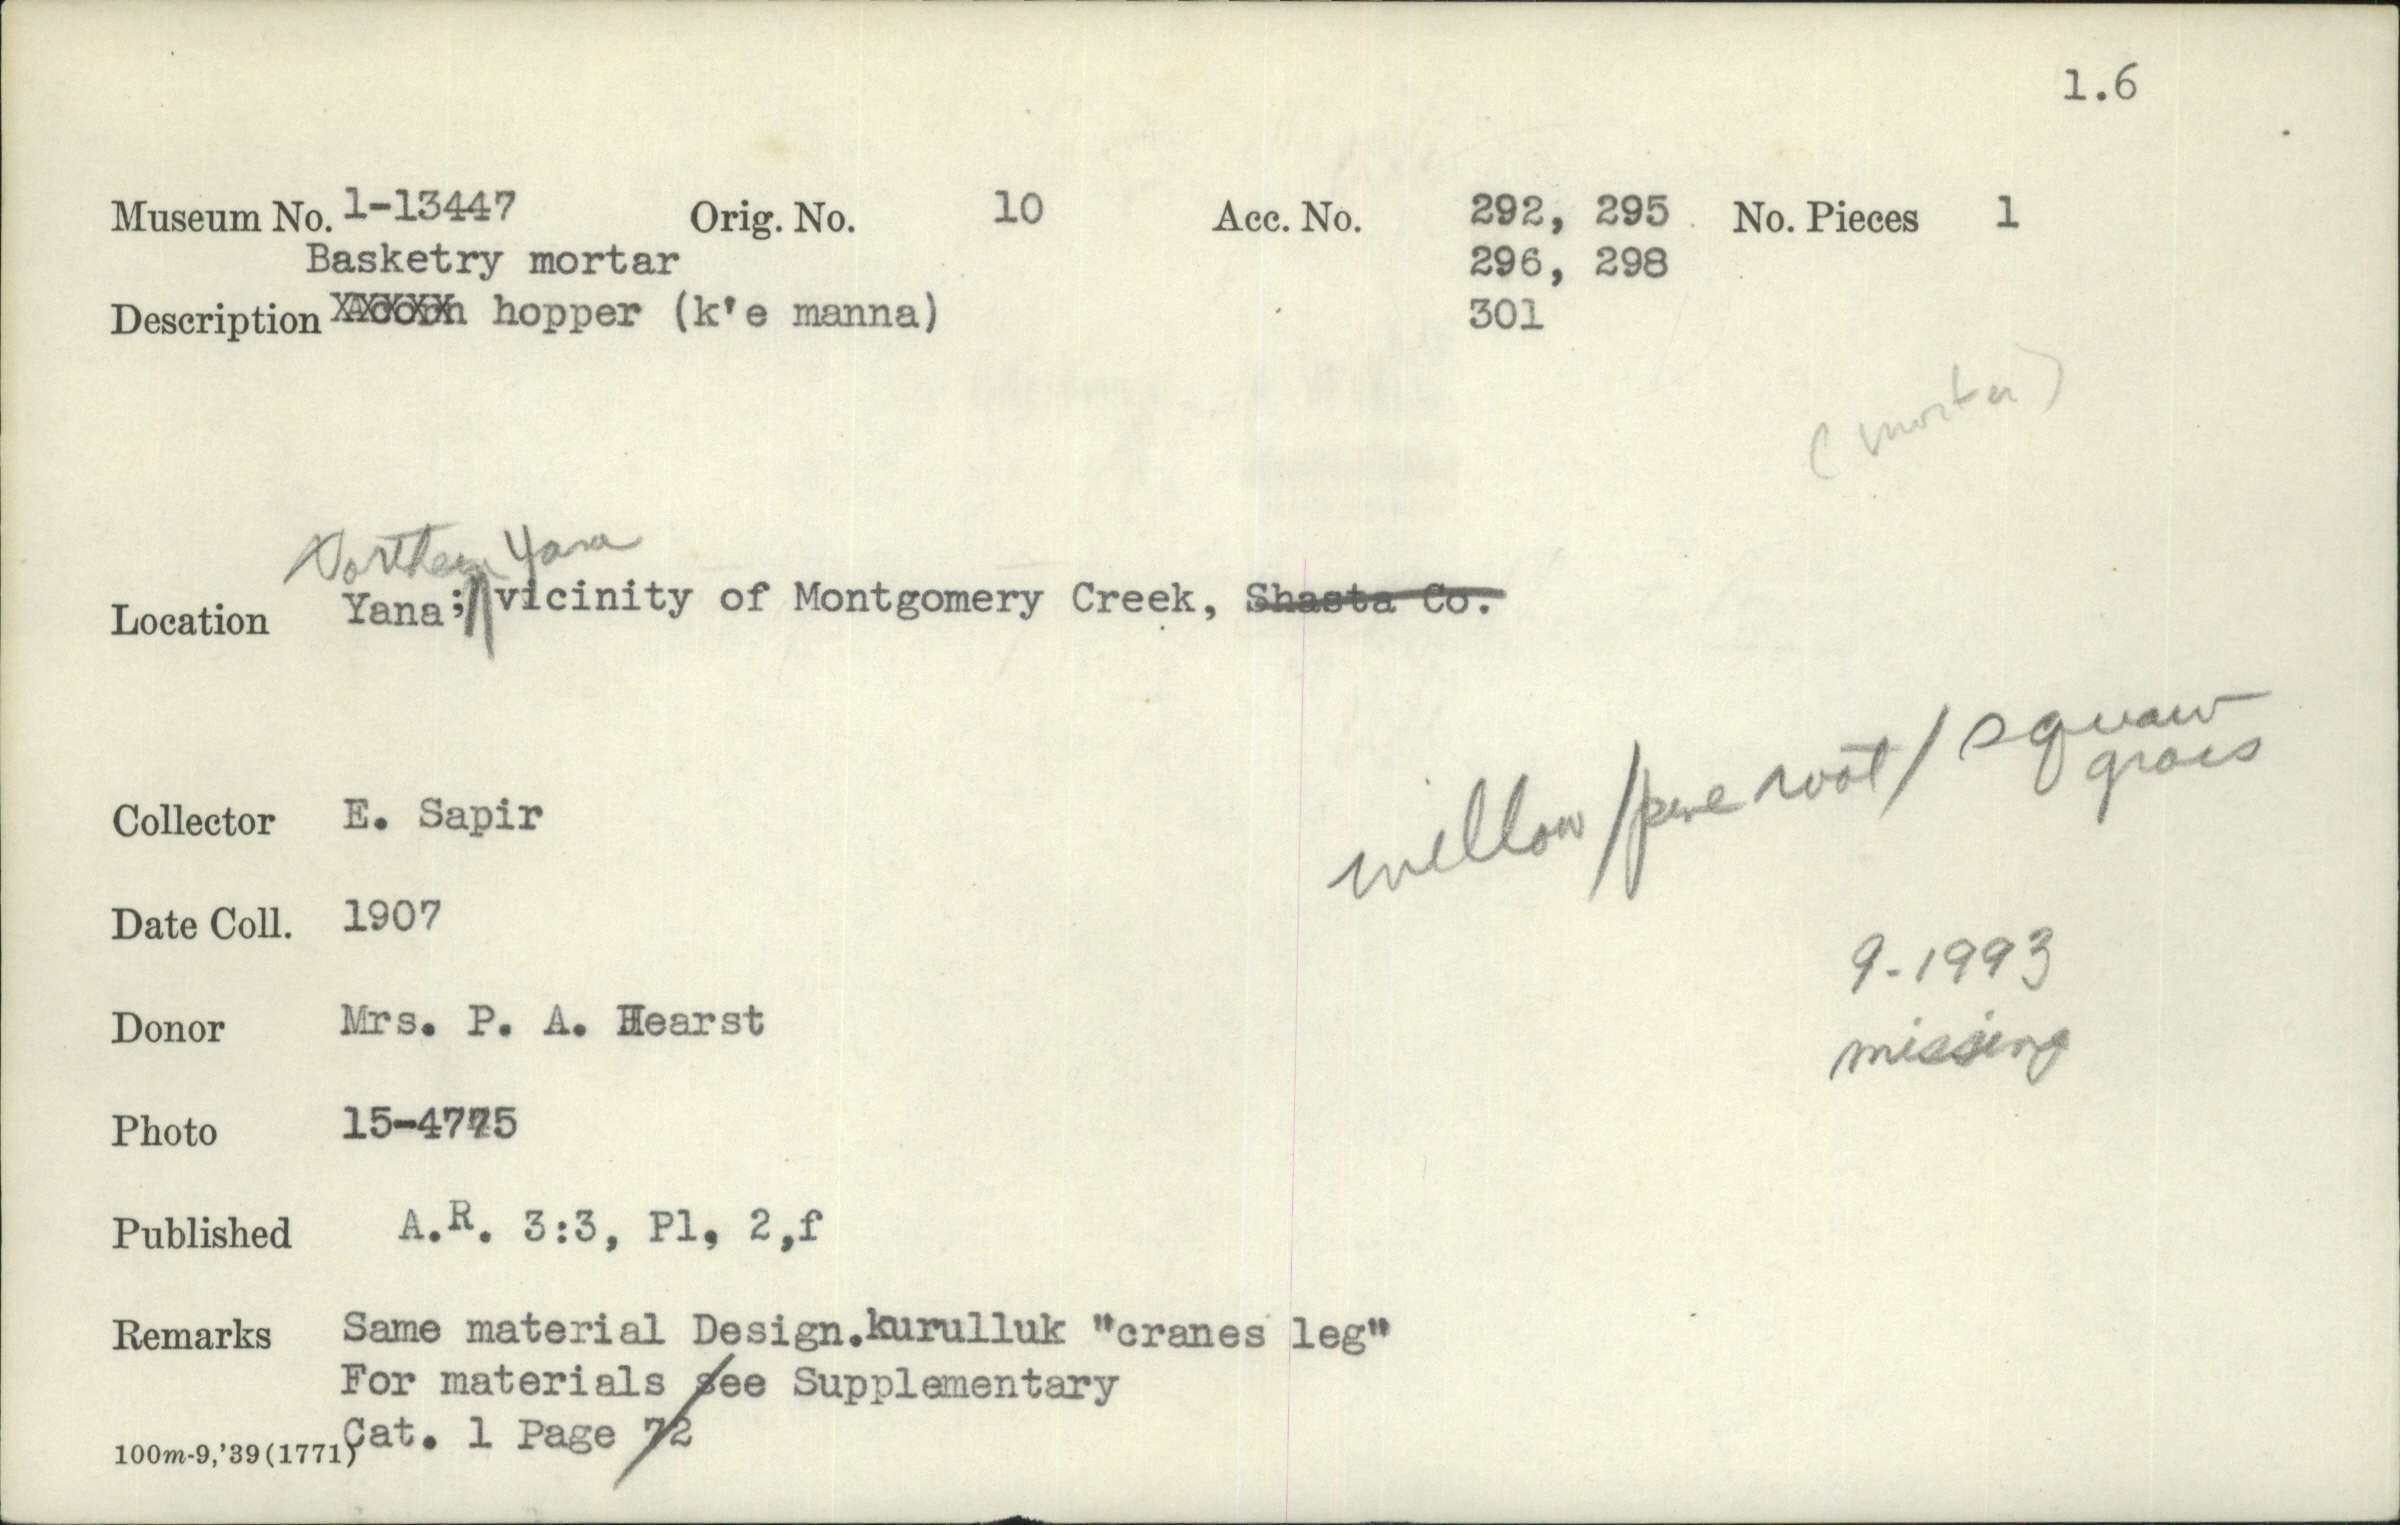 1.6
Museum No. 1-13447 Orig. No. 10 Acc. No. 292, 295 No. Pieces 1
Basketry mortar 296, 298
Description Acorn hopper (k'e manna) 301
(mortar)
Northern Yana
Location Yana; vicinity of Montgomery Creek, Shasta Co.
willow / pine root / squaw
grass
Collector E. Sapir
Date Coll. 1907
9-1993
Donor Mrs. P. A. Hearst
missing
Photo 15-4775
Published A.R. 3:3, Pl, 2,f
Remarks Same material Design.kurulluk "cranes leg"
For materials see Supplementary
Cat. 1 Page 72
100m-9,'39(1771)